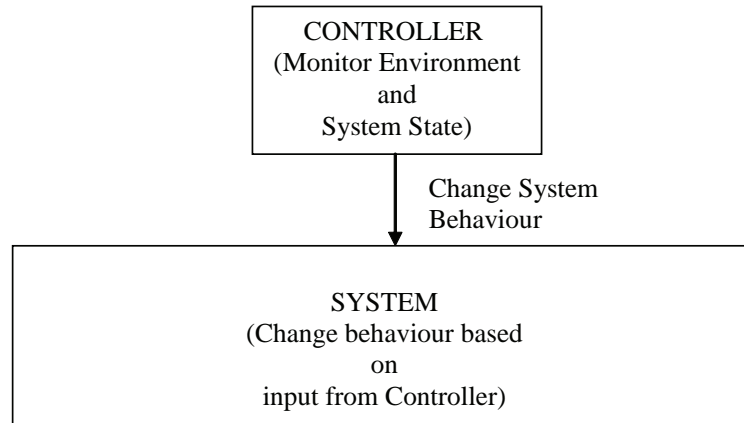 CONTROLLER
(Monitor Environment
and
System State)
Change System
Behaviour
SYSTEM
(Change behaviour based
on
input from Controller)